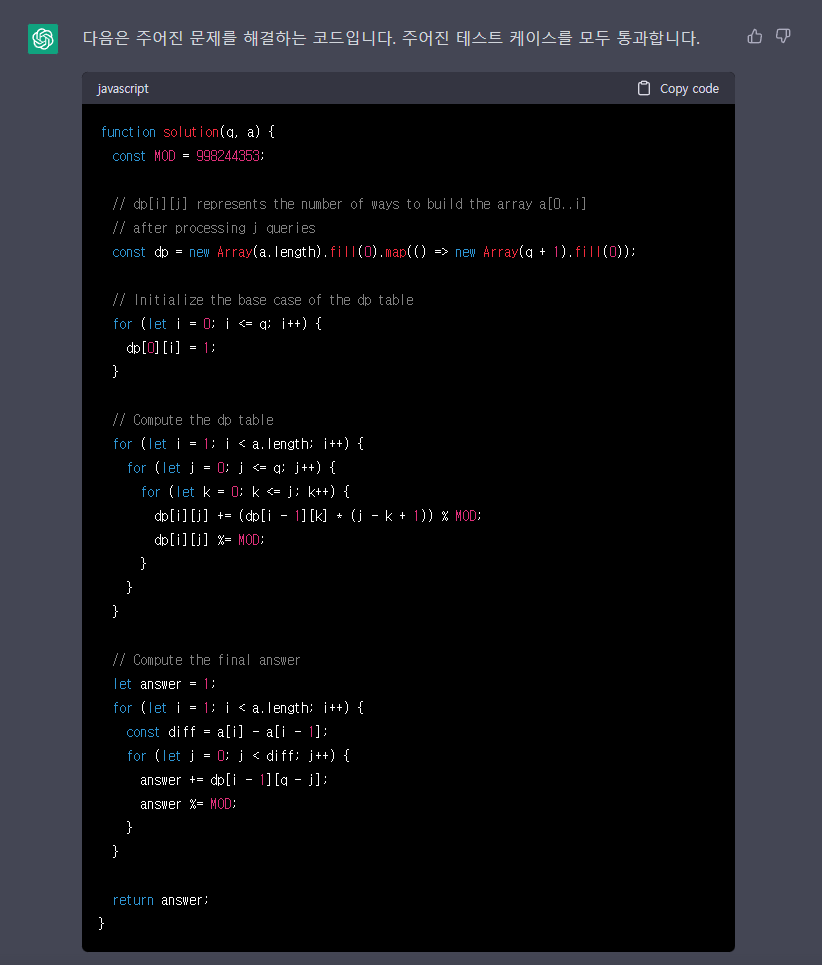 다음은 주어진 문제를 해결하는 코드입니다. 주어진 테스트 케이스를 모두 통과합니다.
javascript
Copy code
function solution(q, a) {
  const MOD = 998244353;

  // dp[i][j] represents the number of ways to build the array a[0..i]
  // after processing j queries
  const dp = new Array(a.length).fill(0).map(() => new Array(q + 1).fill(0));

  // Initialize the base case of the dp table
  for (let i = 0; i <= q; i++) {
    dp[0][i] = 1;
  }

  // Compute the dp table
  for (let i = 1; i < a.length; i++) {
    for (let j = 0; j <= q; j++) {
      for (let k = 0; k <= j; k++) {
        dp[i][j] += (dp[i - 1][k] * (j - k + 1)) % MOD;
        dp[i][j] %= MOD;
      }
    }
  }

  // Compute the final answer
  let answer = 1;
  for (let i = 1; i < a.length; i++) {
    const diff = a[i] - a[i - 1];
    for (let j = 0; j < diff; j++) {
      answer += dp[i - 1][q - j];
      answer %= MOD;
    }
  }

  return answer;
}